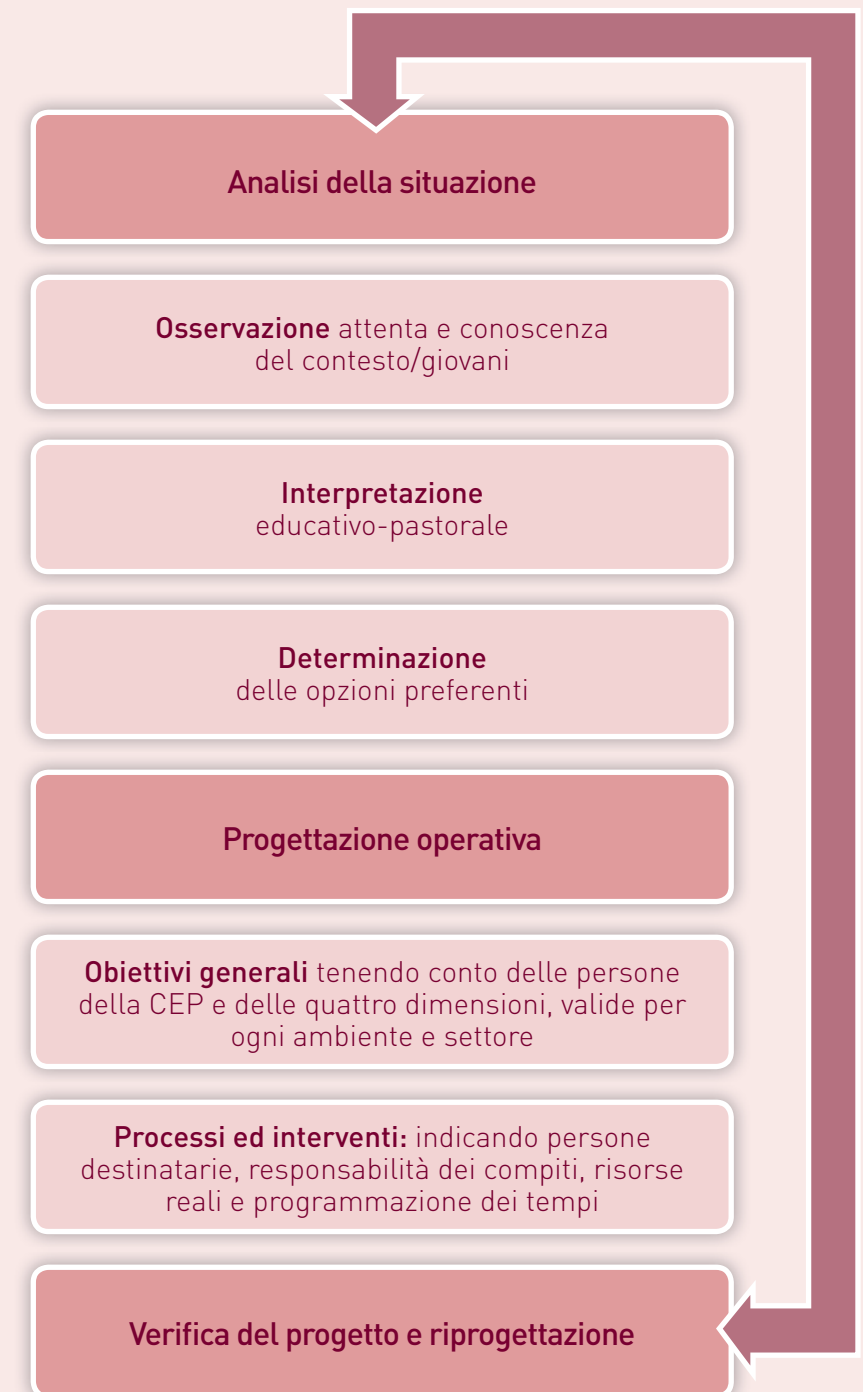 Analisi della situazione
Osservazione attenta e conoscenza
del contesto/giovani
Interpretazione
educativo-pastorale
Determinazione
delle opzioni preferenti
Progettazione operativa
Obiettivi generali tenendo conto delle persone
della CEP e delle quattro dimensioni, valide per
ogni ambiente e settore
Processi ed interventi: indicando persone
destinatarie, responsabilità dei compiti, risorse
reali e programmazione dei tempi
Verifica del progetto e riprogettazione